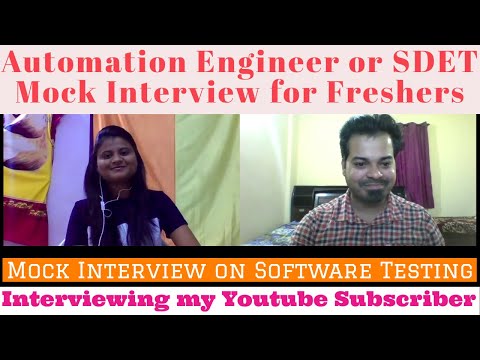 Automation Engineer or SDET
Mock Interview for Freshers
Mock Interview on Software Testing
Interviewing my Youtube Subscriber